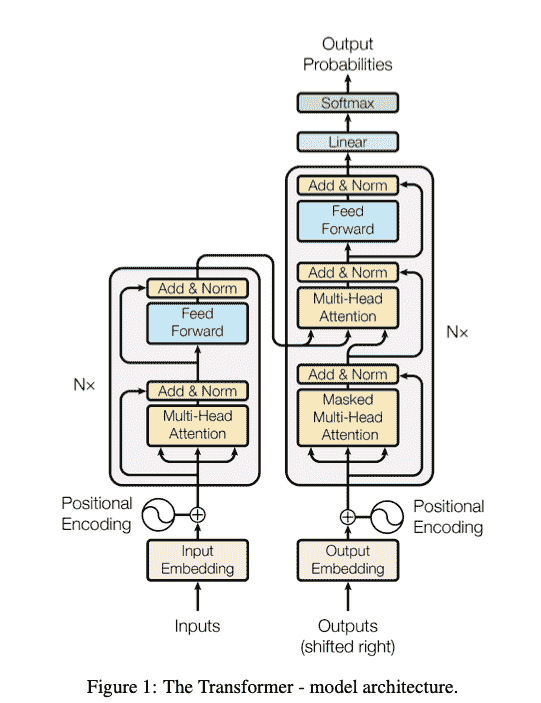 Output
Probabilities
Softmax
Linear
Add & Norm
Feed
Forward
Add & Norm
Multi-Head
Attention
Add & Norm
Masked
Multi-Head
Attention
Nx
Add & Norm
Feed
Forward
Add & Norm
Multi-Head
Attention
Nx
Positional
Encoding
Positional
Encoding
Input
Embedding
Output
Embedding
Inputs
Outputs
(shifted right)
Figure 1: The Transformer - model architecture.